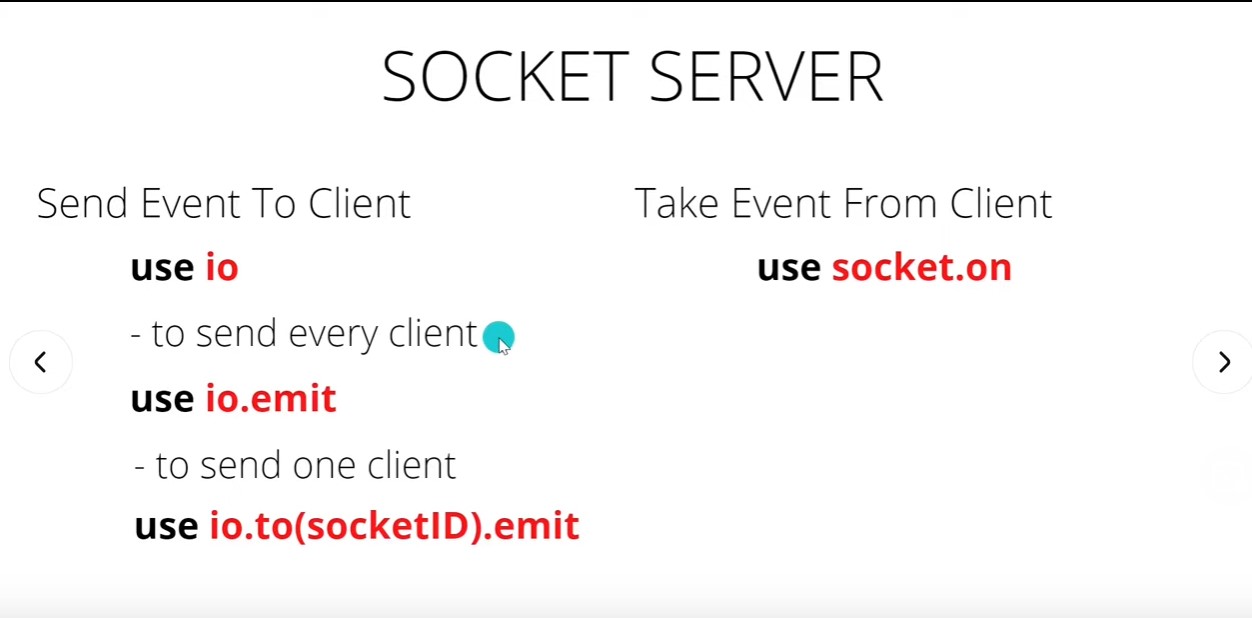 SOCKET SERVER
Send Event To Client
use io
- to send every client
use io.emit
- to send one client
use io.to(socketID).emit
Take Event From Client
use socket.on